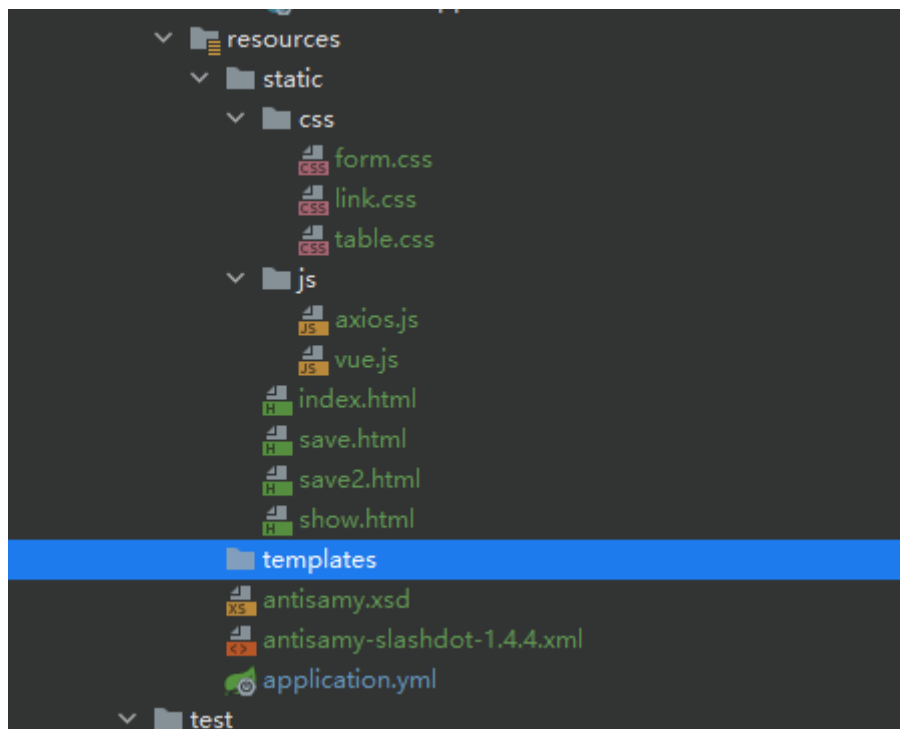 resources
static
css
form.css
link.css
table.css
js
axios.js
vue.js
index.html
save.html
save2.html
show.html
templates
antisamy.xsd
antisamy-slashdot-1.4.4.xml
application.yml
test